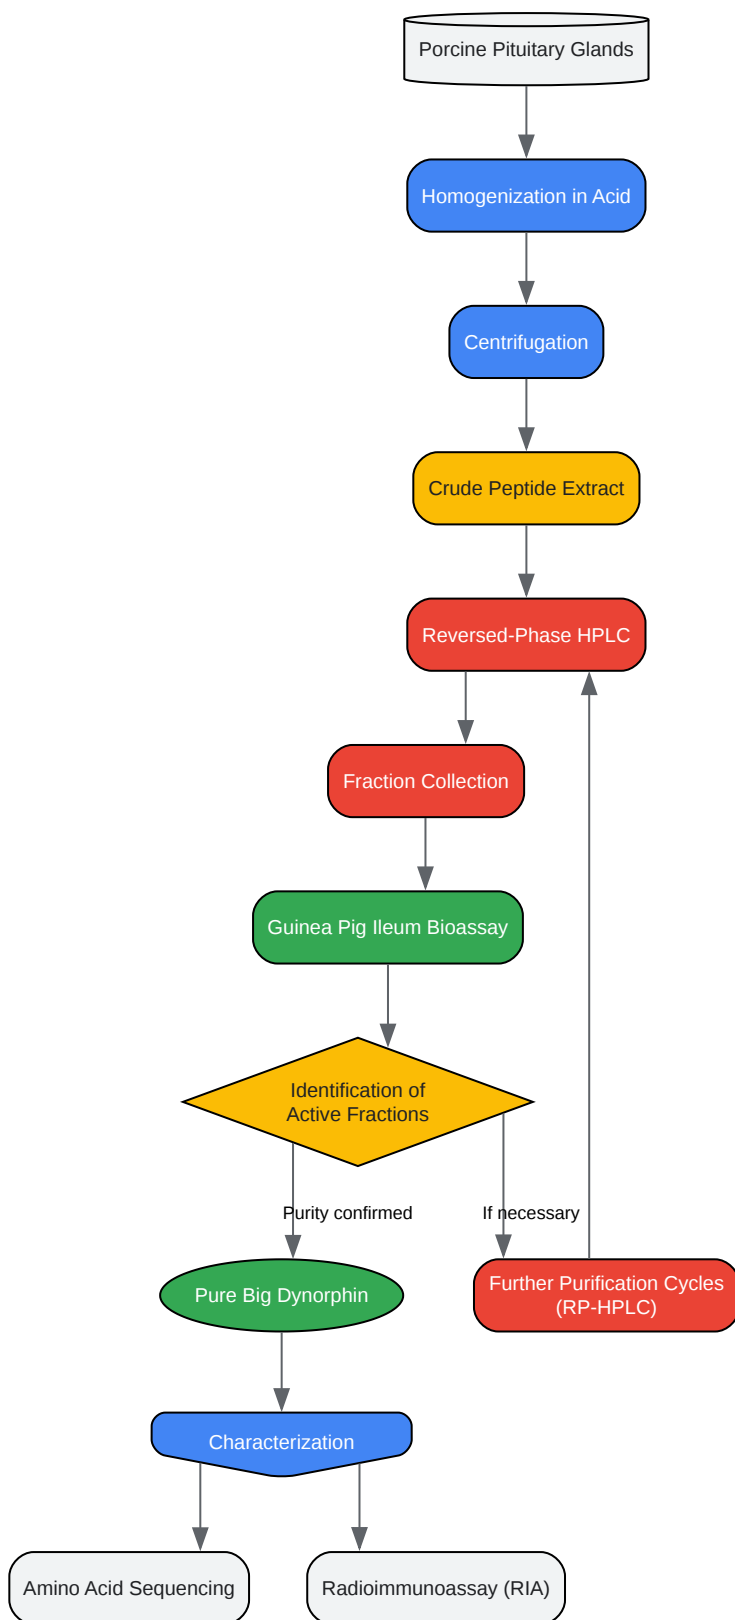 Porcine Pituitary Glands
Homogenization in Acid
Centrifugation
Crude Peptide Extract
Reversed-Phase HPLC
Fraction Collection
Guinea Pig Ileum Bioassay
Identification of
Active Fractions
Purity confirmed
If necessary
Pure Big Dynorphin
Further Purification Cycles
(RP-HPLC)
Characterization
Amino Acid Sequencing
Radioimmunoassay (RIA)